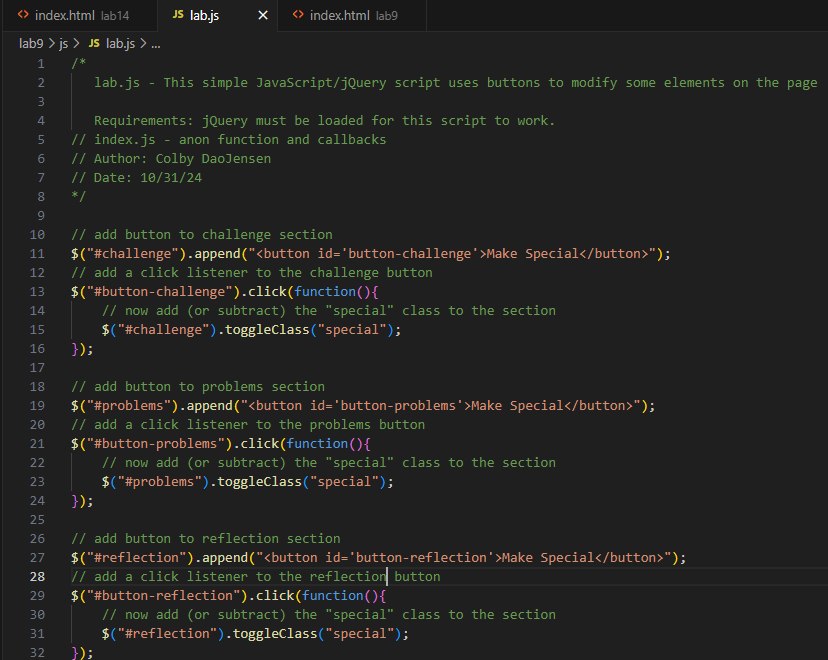 index.html lab14
JS lab.js ✕
index.html lab9
lab9 > js > JS lab.js > ...
1 /*
2 lab.js - This simple JavaScript/jQuery script uses buttons to modify some elements on the page
3
4 Requirements: jQuery must be loaded for this script to work.
5 // index.js - anon function and callbacks
6 // Author: Colby DaoJensen
7 // Date: 10/31/24
8 */
9
10 // add button to challenge section
11 $("#challenge").append("<button id='button-challenge'>Make Special</button>");
12 // add a click listener to the challenge button
13 $("#button-challenge").click(function(){
14 // now add (or subtract) the "special" class to the section
15 $("#challenge").toggleClass("special");
16 });
17
18 // add button to problems section
19 $("#problems").append("<button id='button-problems'>Make Special</button>");
20 // add a click listener to the problems button
21 $("#button-problems").click(function(){
22 // now add (or subtract) the "special" class to the section
23 $("#problems").toggleClass("special");
24 });
25
26 // add button to reflection section
27 $("#reflection").append("<button id='button-reflection'>Make Special</button>");
28 // add a click listener to the reflection button
29 $("#button-reflection").click(function(){
30 // now add (or subtract) the "special" class to the section
31 $("#reflection").toggleClass("special");
32 });